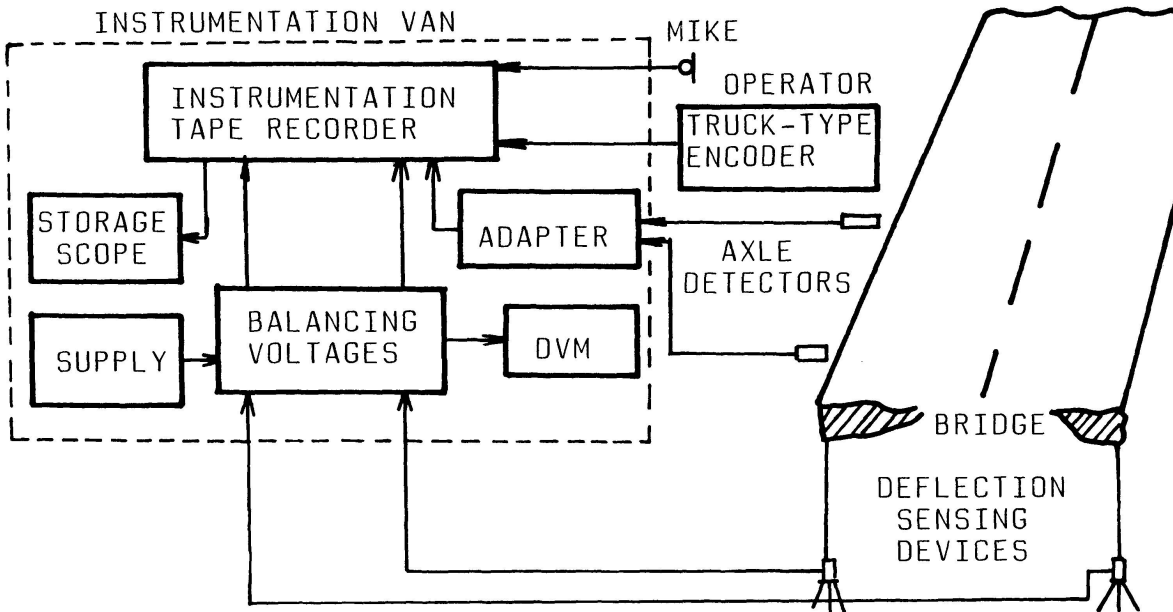 INSTRUMENTATION VAN
MIKE
INSTRUMENTATION
TAPE RECORDER
OPERATOR
TRUCK-TYPE
ENCODER
STORAGE
SCOPE
ADAPTER
AXLE
DETECTORS
SUPPLY
BALANCING
VOLTAGES
DVM
BRIDGE
DEFLECTION
SENSING
DEVICES